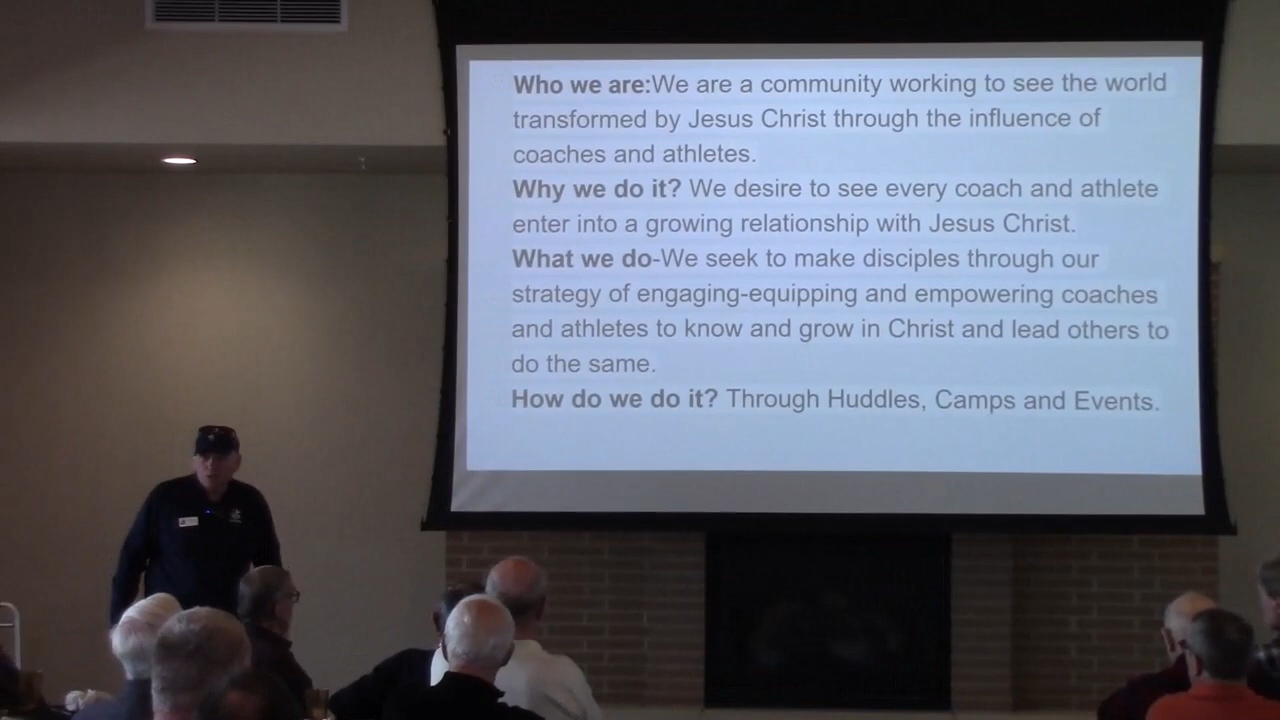 Who we are:We are a community working to see the world
transformed by Jesus Christ through the influence of
coaches and athletes.
Why we do it? We desire to see every coach and athlete
enter into a growing relationship with Jesus Christ.
What we do-We seek to make disciples through our
strategy of engaging-equipping and empowering coaches
and athletes to know and grow in Christ and lead others to
do the same.
How do we do it? Through Huddles, Camps and Events.